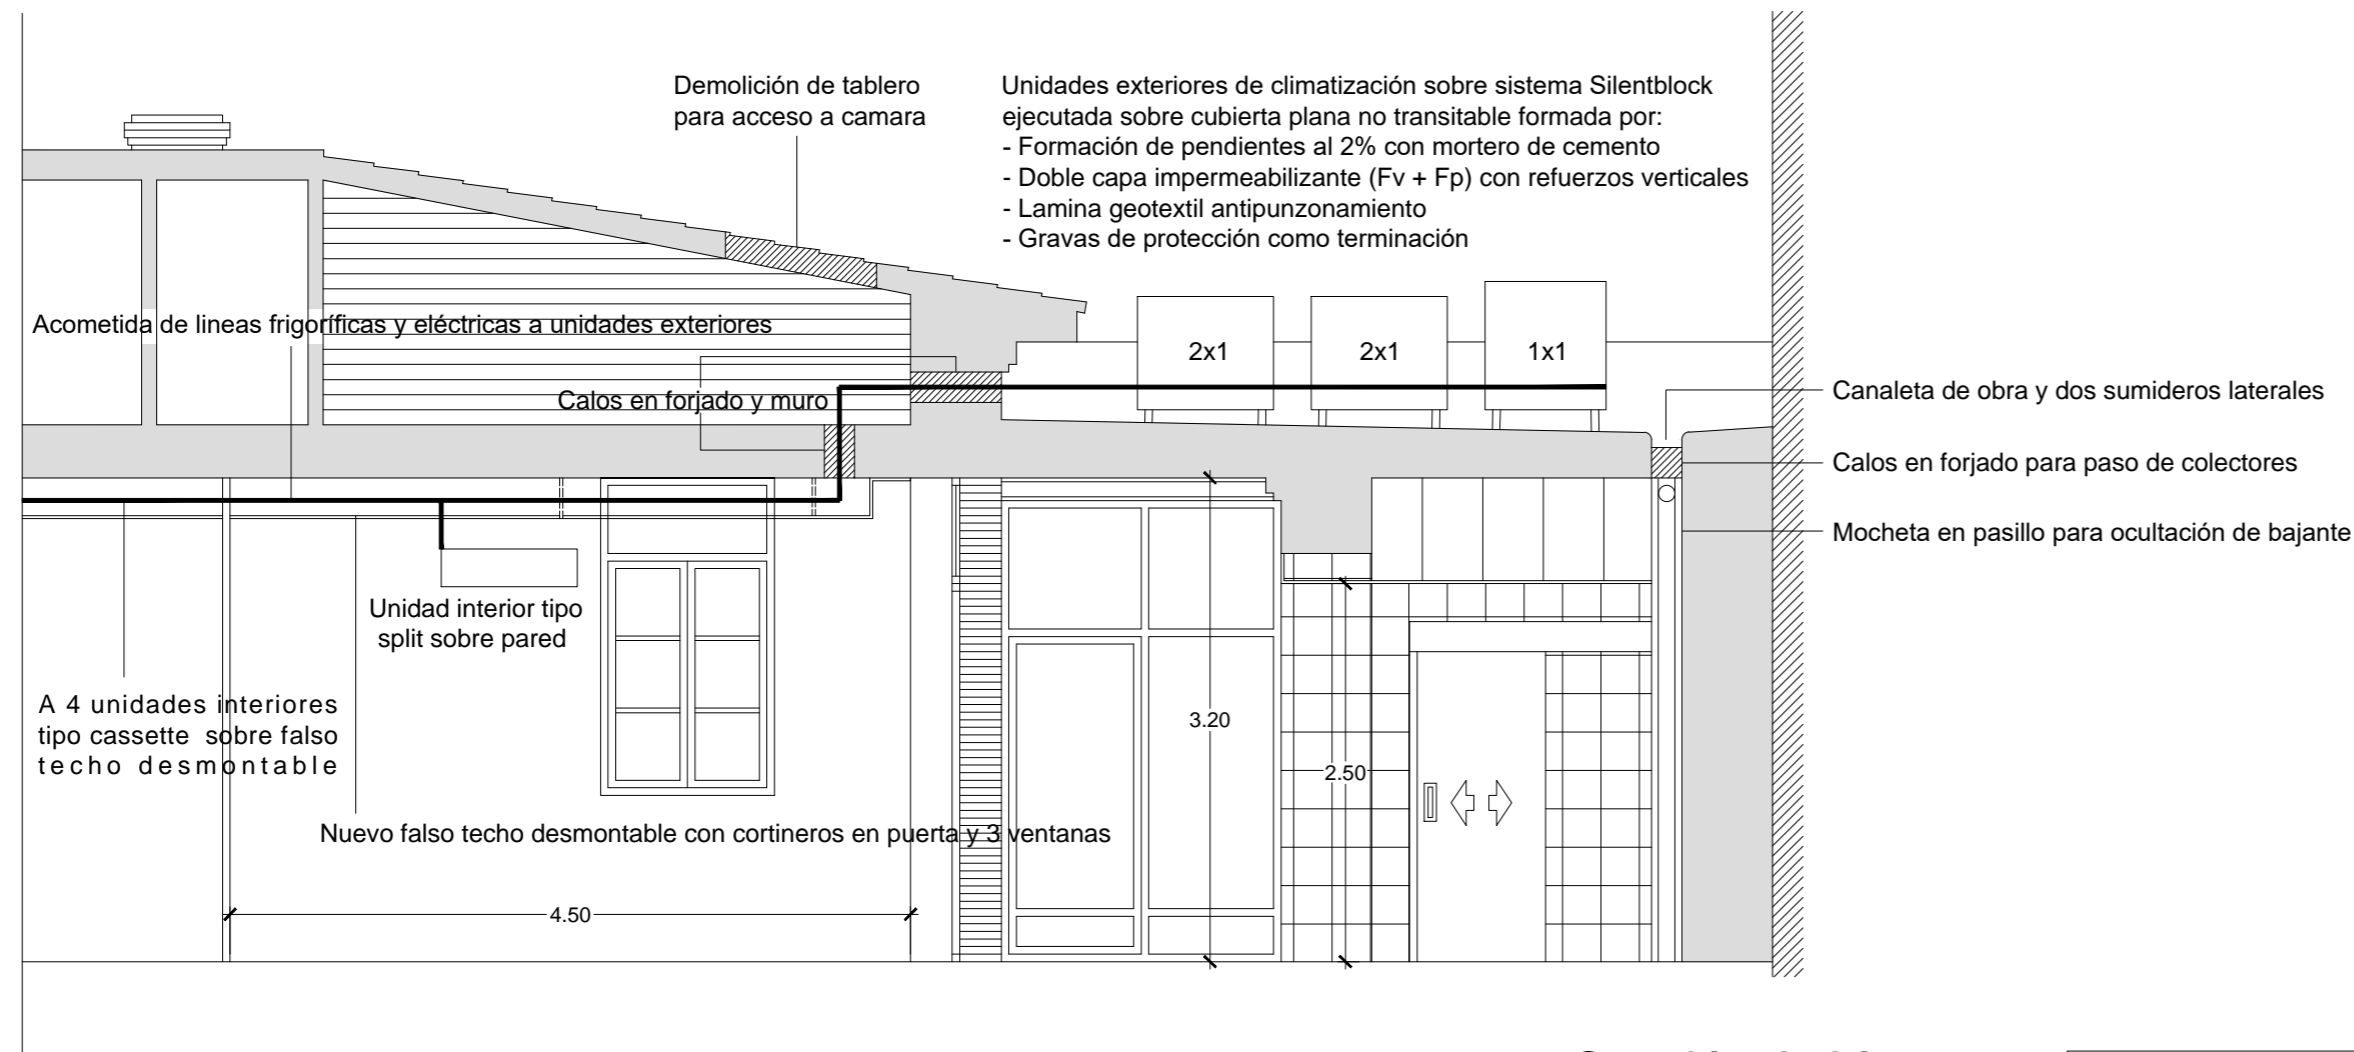 Demolición de tablero
para acceso a camara
Unidades exteriores de climatización sobre sistema Silentblock
ejecutada sobre cubierta plana no transitable formada por:
- Formación de pendientes al 2% con mortero de cemento
- Doble capa impermeabilizante (Fv + Fp) con refuerzos verticales
- Lamina geotextil antipunzonamiento
- Gravas de protección como terminación
Acometida de lineas frigoríficas y eléctricas a unidades exteriores
2x1
2x1
1x1
Calos en forjado y muro
Canaleta de obra y dos sumideros laterales
Calos en forjado para paso de colectores
Mocheta en pasillo para ocultación de bajante
Unidad interior tipo
split sobre pared
A 4 unidades interiores
tipo cassette sobre falso
techo desmontable
3.20
2.50
Nuevo falso techo desmontable con cortineros en puerta y 3 ventanas
4.50